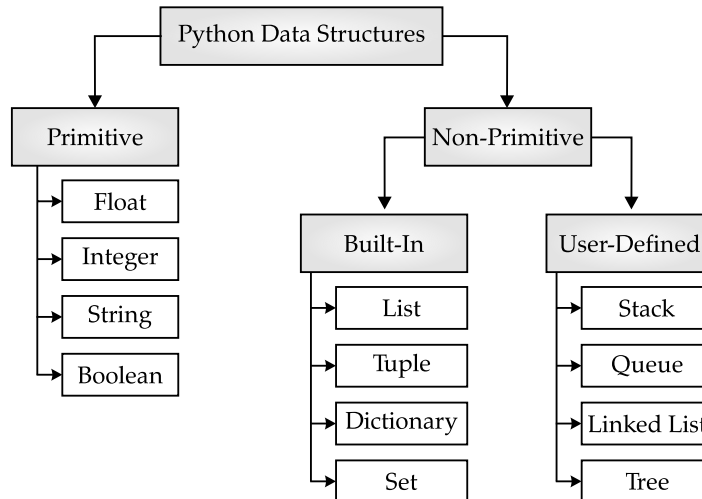 Python Data Structures
Primitive
Non-Primitive
Float
Integer
String
Boolean
Built-In
User-Defined
List
Tuple
Dictionary
Set
Stack
Queue
Linked List
Tree